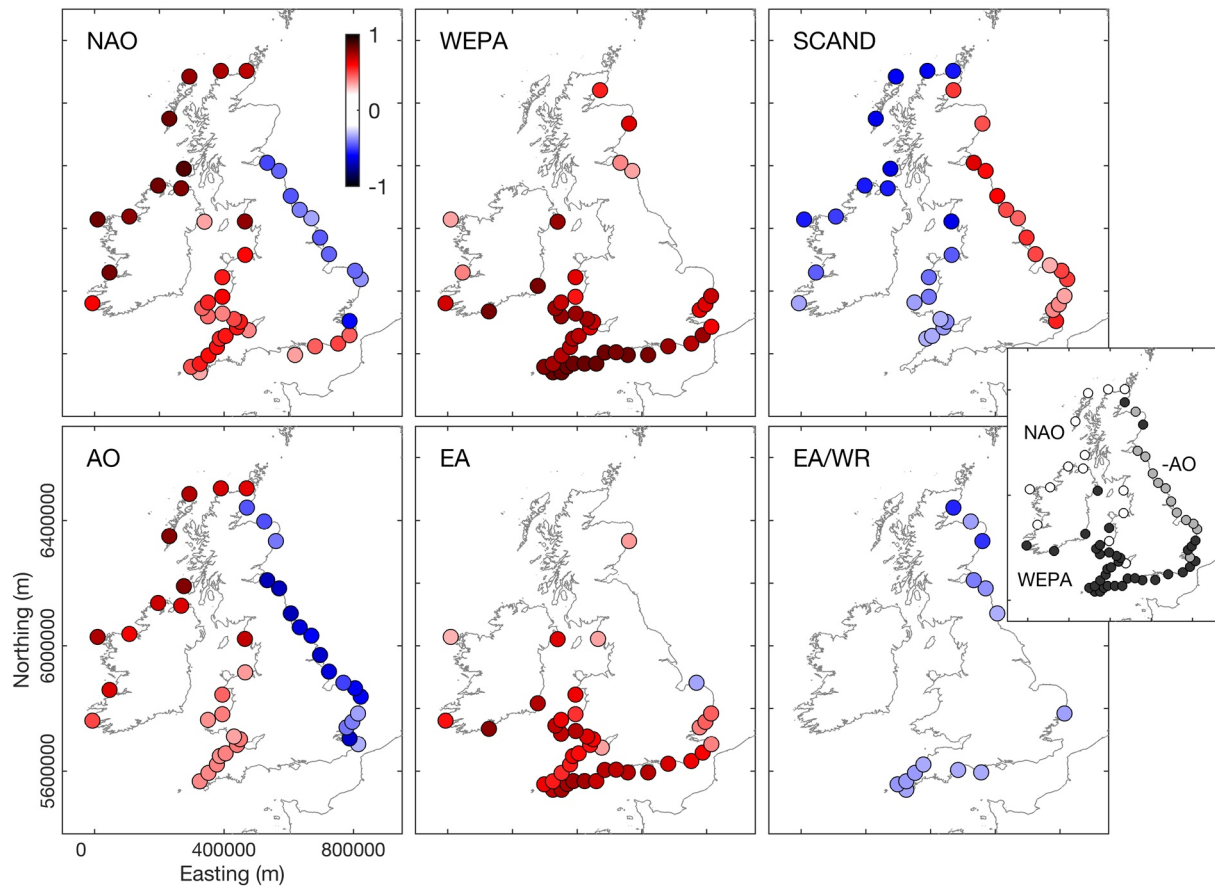 NAO
1
0
-1
WEPA
SCAND
AO
EA
EA/WR
NAO
-AO
WEPA
6400000
6000000
5600000
Northing (m)
0 400000 800000
Easting (m)